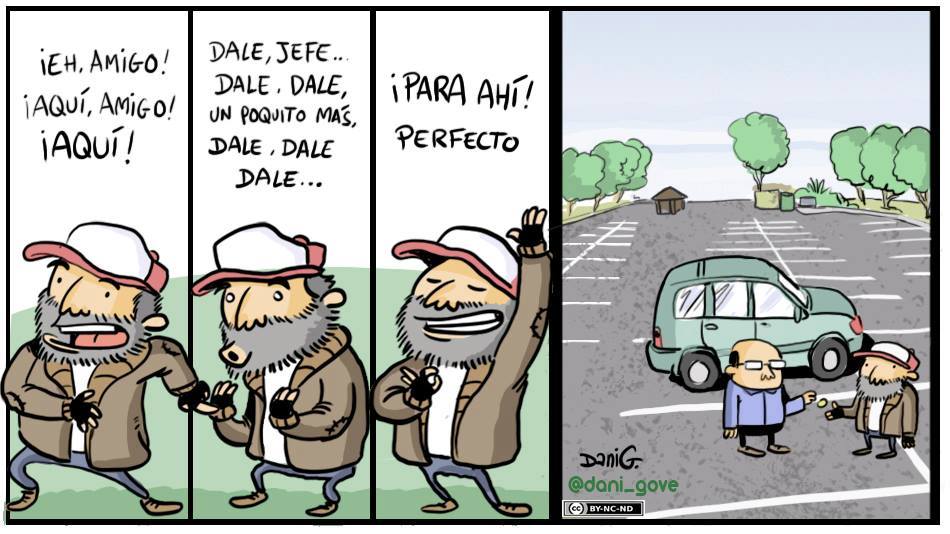 ¡EH, AMIGO!
¡AQUÍ, AMIGO!
¡AQUÍ!
DALE, JEFE...
DALE, DALE,
UN POQUITO MÁS,
DALE, DALE
DALE...
¡PARA AHÍ!
PERFECTO
DaniG.
@dani_gove
cc BY-NC-ND